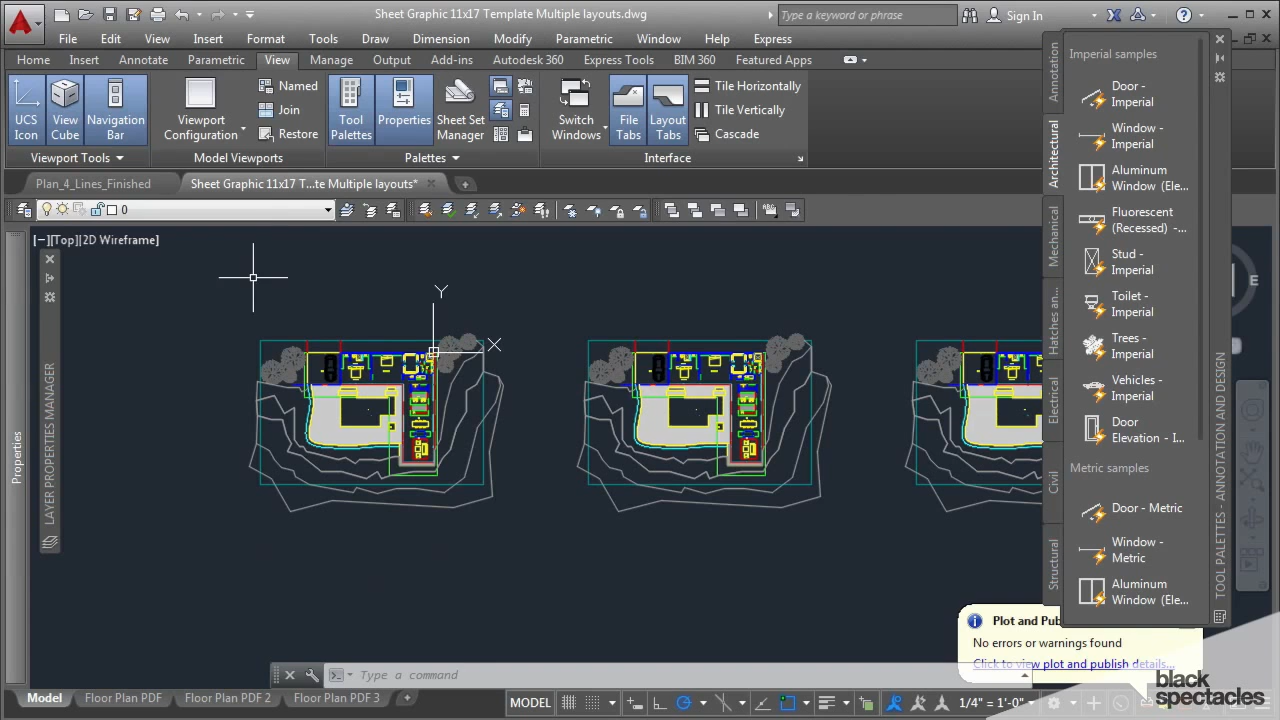 Sheet Graphic 11x17 Template Multiple layouts.dwg
Type a keyword or phrase
Sign In
File Edit View Insert Format Tools Draw Dimension Modify Parametric Window Help Express
Home Insert Annotate Parametric View Manage Output Add-ins Autodesk 360 Express Tools BIM 360 Featured Apps
UCS Icon
View Cube
Navigation Bar
Viewport Configuration
Named
Join
Restore
Tool Palettes
Properties
Sheet Set Manager
Switch Windows
File Tabs
Layout Tabs
Tile Horizontally
Tile Vertically
Cascade
Viewport Tools
Model Viewports
Palettes
Interface
Plan_4_Lines_Finished
Sheet Graphic 11x17 T...te Multiple layouts*
0
[−][Top][2D Wireframe]
Y
X
E
Properties
LAYER PROPERTIES MANAGER
Annotation
Architectural
Mechanical
Hatches an...
Electrical
Civil
Structural
Imperial samples
Door -
Imperial
Window -
Imperial
Aluminum
Window (Ele...
Fluorescent
(Recessed) -...
Stud -
Imperial
Toilet -
Imperial
Trees -
Imperial
Vehicles -
Imperial
Door
Elevation - I...
Metric samples
Door - Metric
Window -
Metric
Aluminum
Window (Ele...
TOOL PALETTES - ANNOTATION AND DESIGN
Plot and Pub
No errors or warnings found
Click to view plot and publish details...
Type a command
Model Floor Plan PDF Floor Plan PDF 2 Floor Plan PDF 3
MODEL
1/4" = 1'-0"
black
spectacles